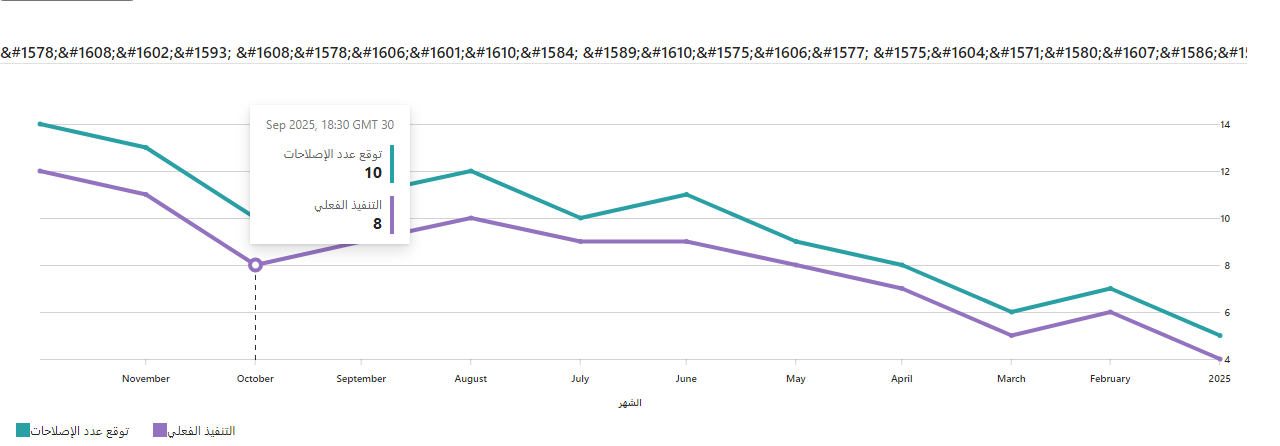 &#1578;&#1608;&#1602;&#1593; &#1608;&#1578;&#1606;&#1601;&#1610;&#1584; &#1589;&#1610;&#1575;&#1606;&#1577; &#1575;&#1604;&#1571;&#1580;&#1607;&#1586;&
Sep 2025, 18:30 GMT 30
توقع عدد الإصلاحات
10
التنفيذ الفعلي
8
14
12
10
8
6
4
November October September August July June May April March February 2025
الشهر
توقع عدد الإصلاحات التنفيذ الفعلي